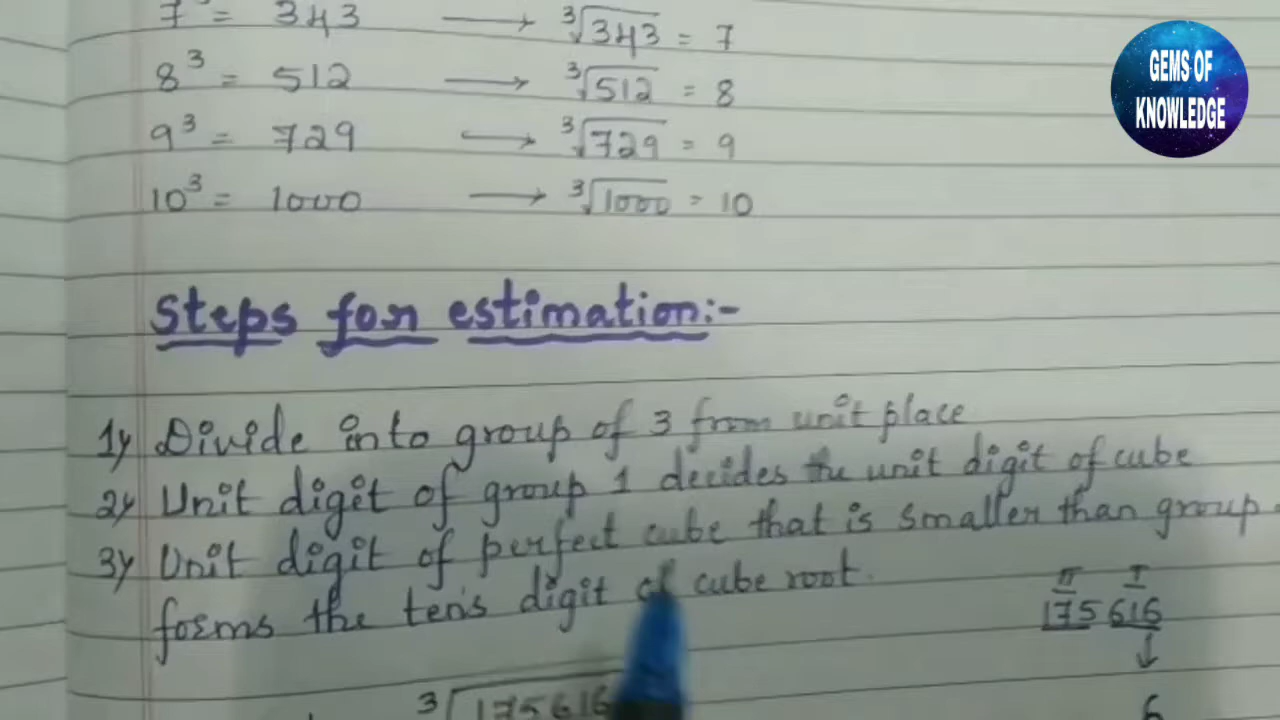 7³ = 343 → ³√343 = 7
8³ = 512 → ³√512 = 8
9³ = 729 → ³√729 = 9
10³ = 1000 → ³√1000 = 10
GEMS OF
KNOWLEDGE
Steps for estimation:-
1) Divide into group of 3 from unit place
2) Unit digit of group 1 decides the unit digit of cube
3) Unit digit of perfect cube that is smaller than group
forms the ten's digit of cube root.
II I
175 616
↓
6
³√175616